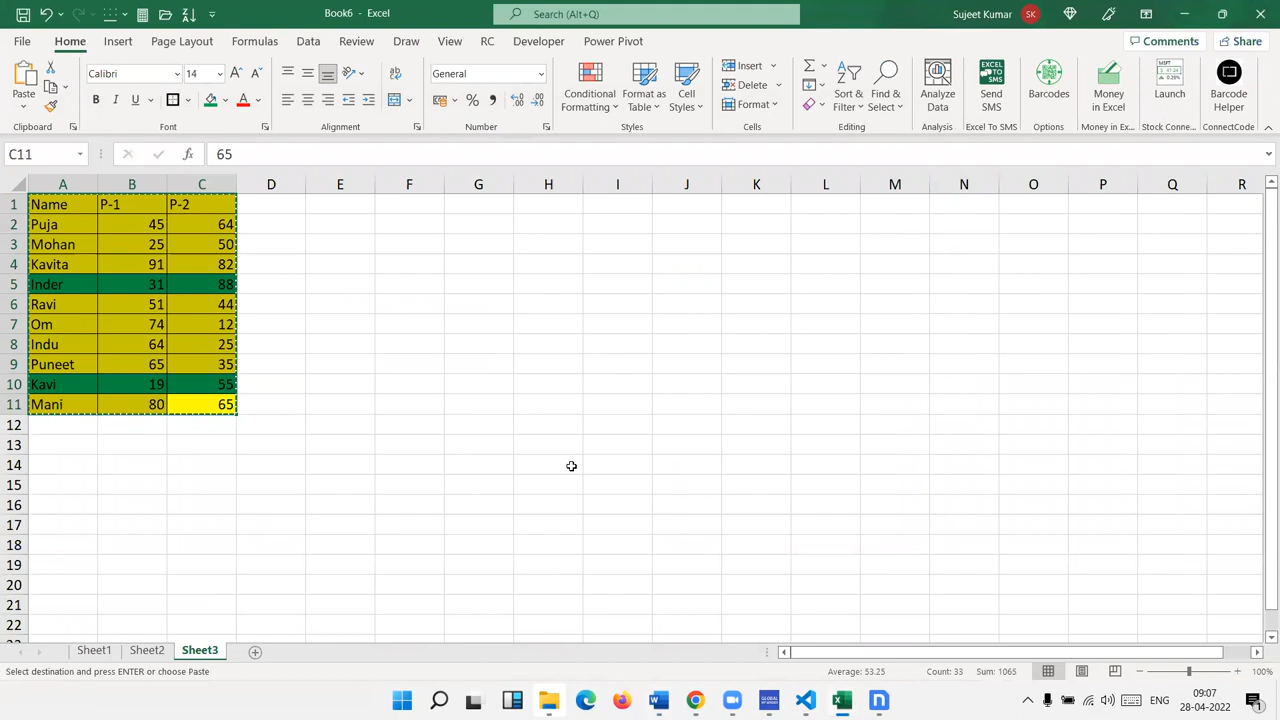 Book6 - Excel
Search (Alt+Q)
Sujeet Kumar
SK
File Home Insert Page Layout Formulas Data Review Draw View RC Developer Help Power Pivot
Comments Share
Paste
Calibri 14
B I U A
General
% 9
Conditional Formatting
Format as Table
Cell Styles
Insert
Delete
Format
Sort & Filter
Find & Select
Analyze Data
Send SMS
EXCEL TO SMS
Barcodes
Money in Excel
MSFT
Launch
Barcode Helper
Clipboard Font Alignment Number Styles Cells Editing Analysis Excel To SMS Options Money in Ex... Stock Conne... ConnectCode
C11 fx 65
A B C D E F G H I J K L M N O P Q R
1 Name P-1 P-2
2 Puja 45 64
3 Mohan 25 50
4 Kavita 91 82
5 Inder 31 88
6 Ravi 51 44
7 Om 74 12
8 Indu 64 25
9 Puneet 65 35
10 Kavi 19 55
11 Mani 80 65
12
13
14
15
16
17
18
19
20
21
22
Sheet1 Sheet2 Sheet3
Select destination and press ENTER or choose Paste
Average: 53.25 Count: 33 Sum: 1065
100%
ENG
09:07
28-04-2022